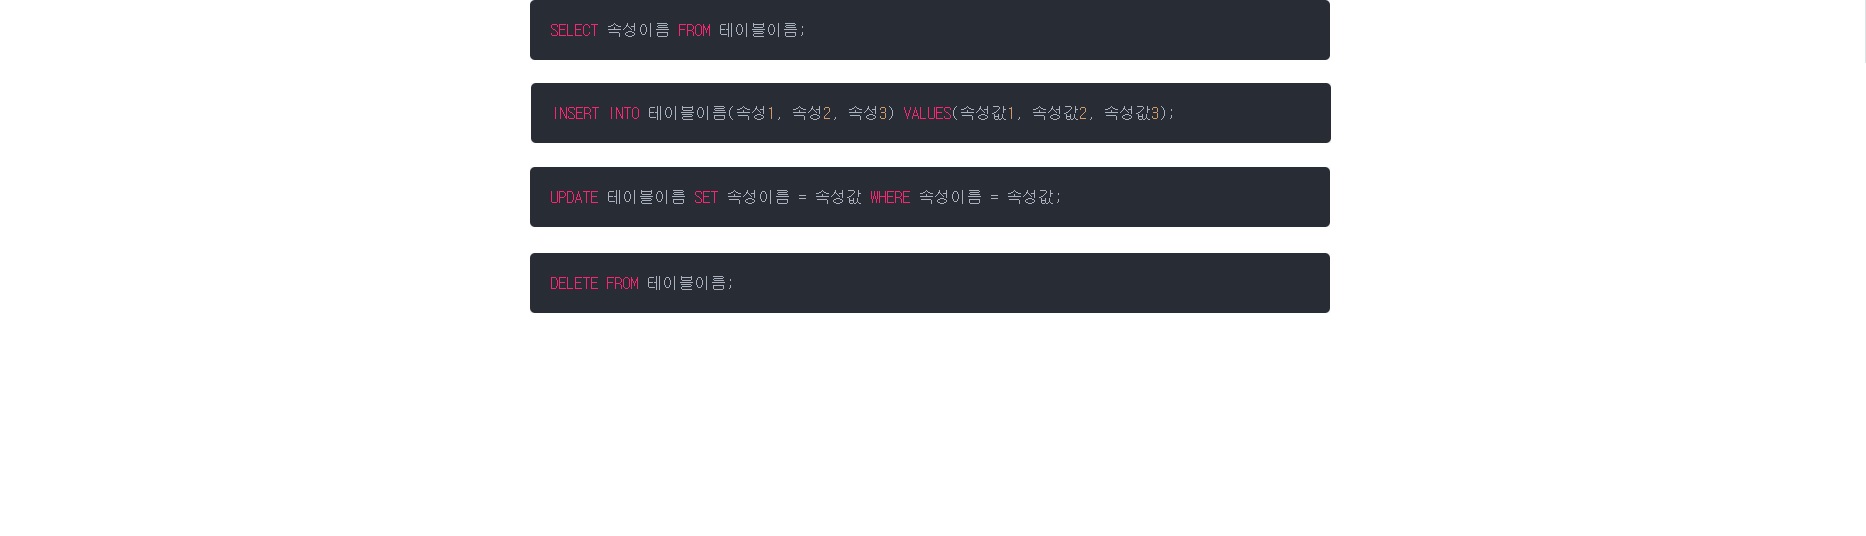 SELECT 속성이름 FROM 테이블이름;
INSERT INTO 테이블이름(속성1, 속성2, 속성3) VALUES(속성값1, 속성값2, 속성값3);
UPDATE 테이블이름 SET 속성이름 = 속성값 WHERE 속성이름 = 속성값;
DELETE FROM 테이블이름;